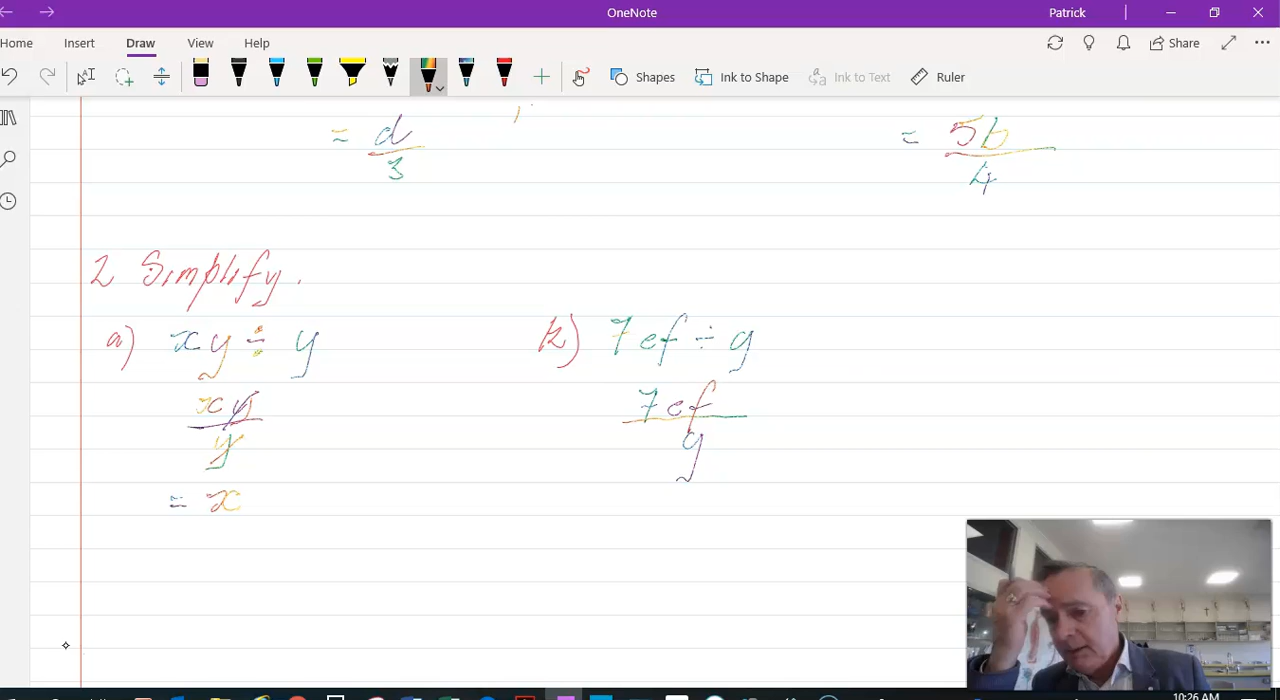 OneNote
Patrick
Home Insert Draw View Help
Share
Shapes
Ink to Shape
Ink to Text
Ruler
= d/3
= 5b/4
2 Simplify.
a) xy ÷ y
k) 7ef ÷ g
xy/y
7ef/g
= x
10:26 AM